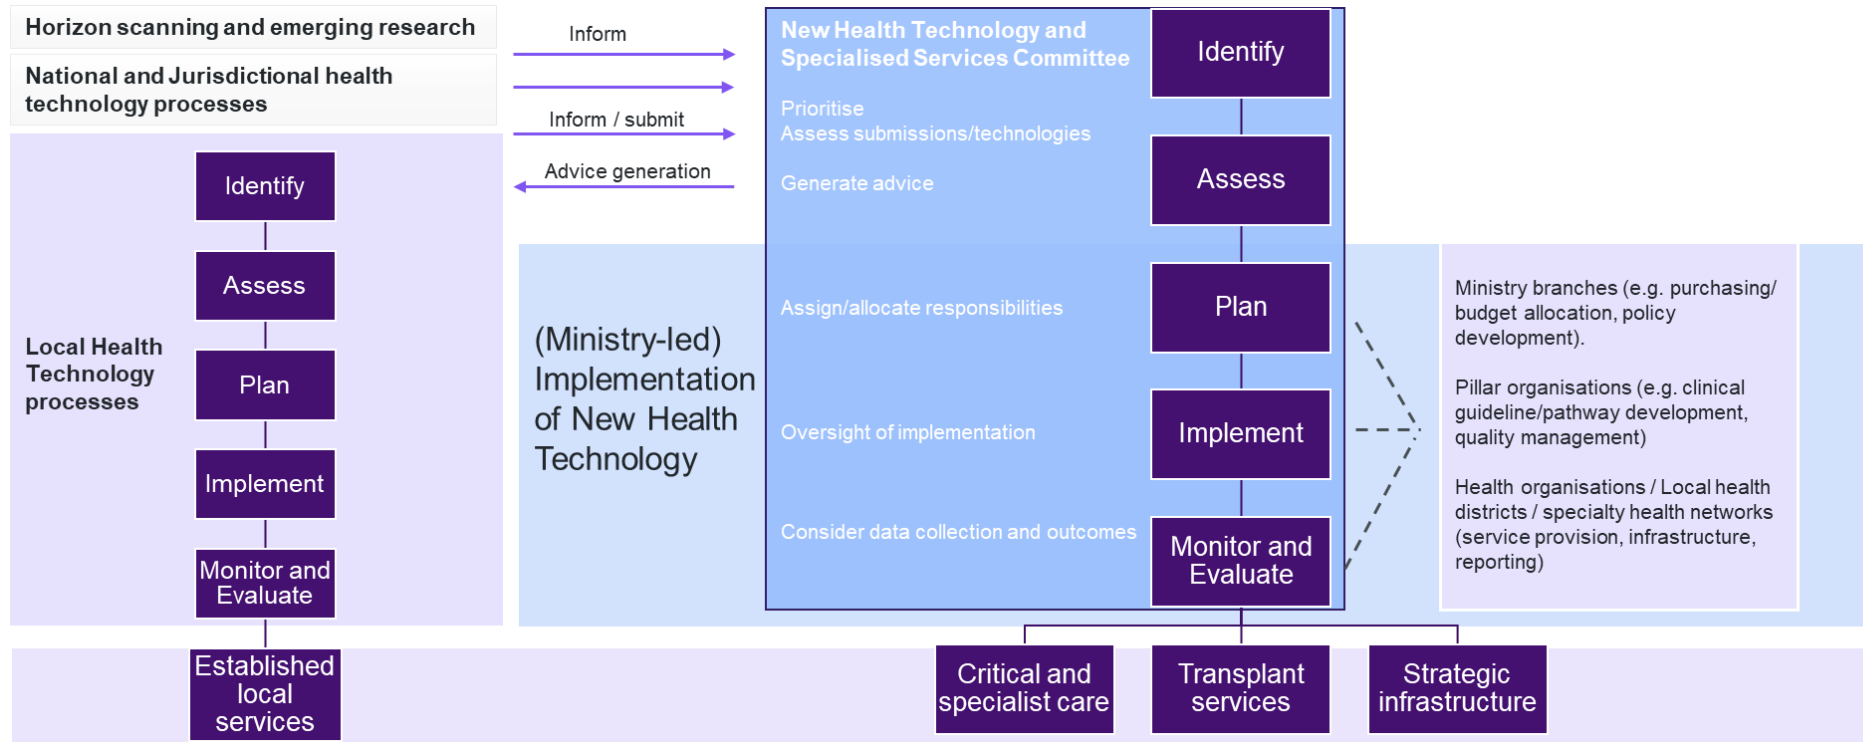 Horizon scanning and emerging research
National and Jurisdictional health
technology processes
Local Health
Technology
processes
Identify
Assess
Plan
Implement
Monitor and
Evaluate
Established
local
services
Inform
Inform / submit
Advice generation
(Ministry-led)
Implementation
of New Health
Technology
New Health Technology and
Specialised Services Committee
Prioritise
Assess submissions/technologies
Generate advice
Assign/allocate responsibilities
Oversight of implementation
Consider data collection and outcomes
Identify
Assess
Plan
Implement
Monitor and
Evaluate
Critical and
specialist care
Transplant
services
Strategic
infrastructure
Ministry branches (e.g. purchasing/
budget allocation, policy
development).
Pillar organisations (e.g. clinical
guideline/pathway development,
quality management)
Health organisations / Local health
districts / specialty health networks
(service provision, infrastructure,
reporting)